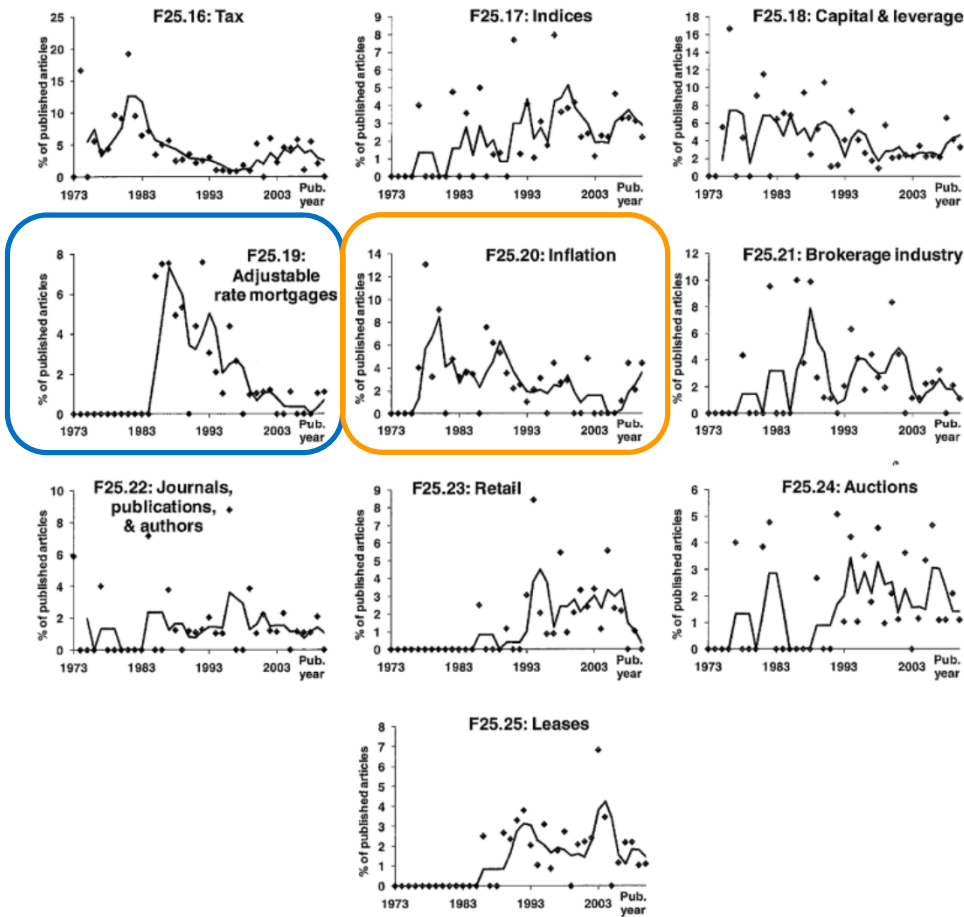 F25.16: Tax
% of published articles
25
20
15
10
5
0
1973
1983
1993
2003
Pub.
year
F25.17: Indices
% of published articles
9
8
7
6
5
4
3
2
1
0
1973
1983
1993
2003
Pub.
year
F25.18: Capital & leverage
% of published articles
18
16
14
12
10
8
6
4
2
0
1973
1983
1993
2003
Pub.
year
F25.19:
Adjustable
rate mortgages
% of published articles
8
6
4
2
0
1973
1983
1993
2003
Pub.
year
F25.20: Inflation
% of published articles
14
12
10
8
6
4
2
0
1973
1983
1993
2003
Pub.
year
F25.21: Brokerage industry
% of published articles
12
10
8
6
4
2
0
1973
1983
1993
2003
Pub.
year
F25.22: Journals,
publications,
& authors
% of published articles
10
8
6
4
2
0
1973
1983
1993
2003
Pub.
year
F25.23: Retail
% of published articles
9
8
7
6
5
4
3
2
1
0
1973
1983
1993
2003
Pub.
year
F25.24: Auctions
% of published articles
6
5
4
3
2
1
0
1973
1983
1993
2003
Pub.
year
F25.25: Leases
% of published articles
8
7
6
5
4
3
2
1
0
1973
1983
1993
2003
Pub.
year